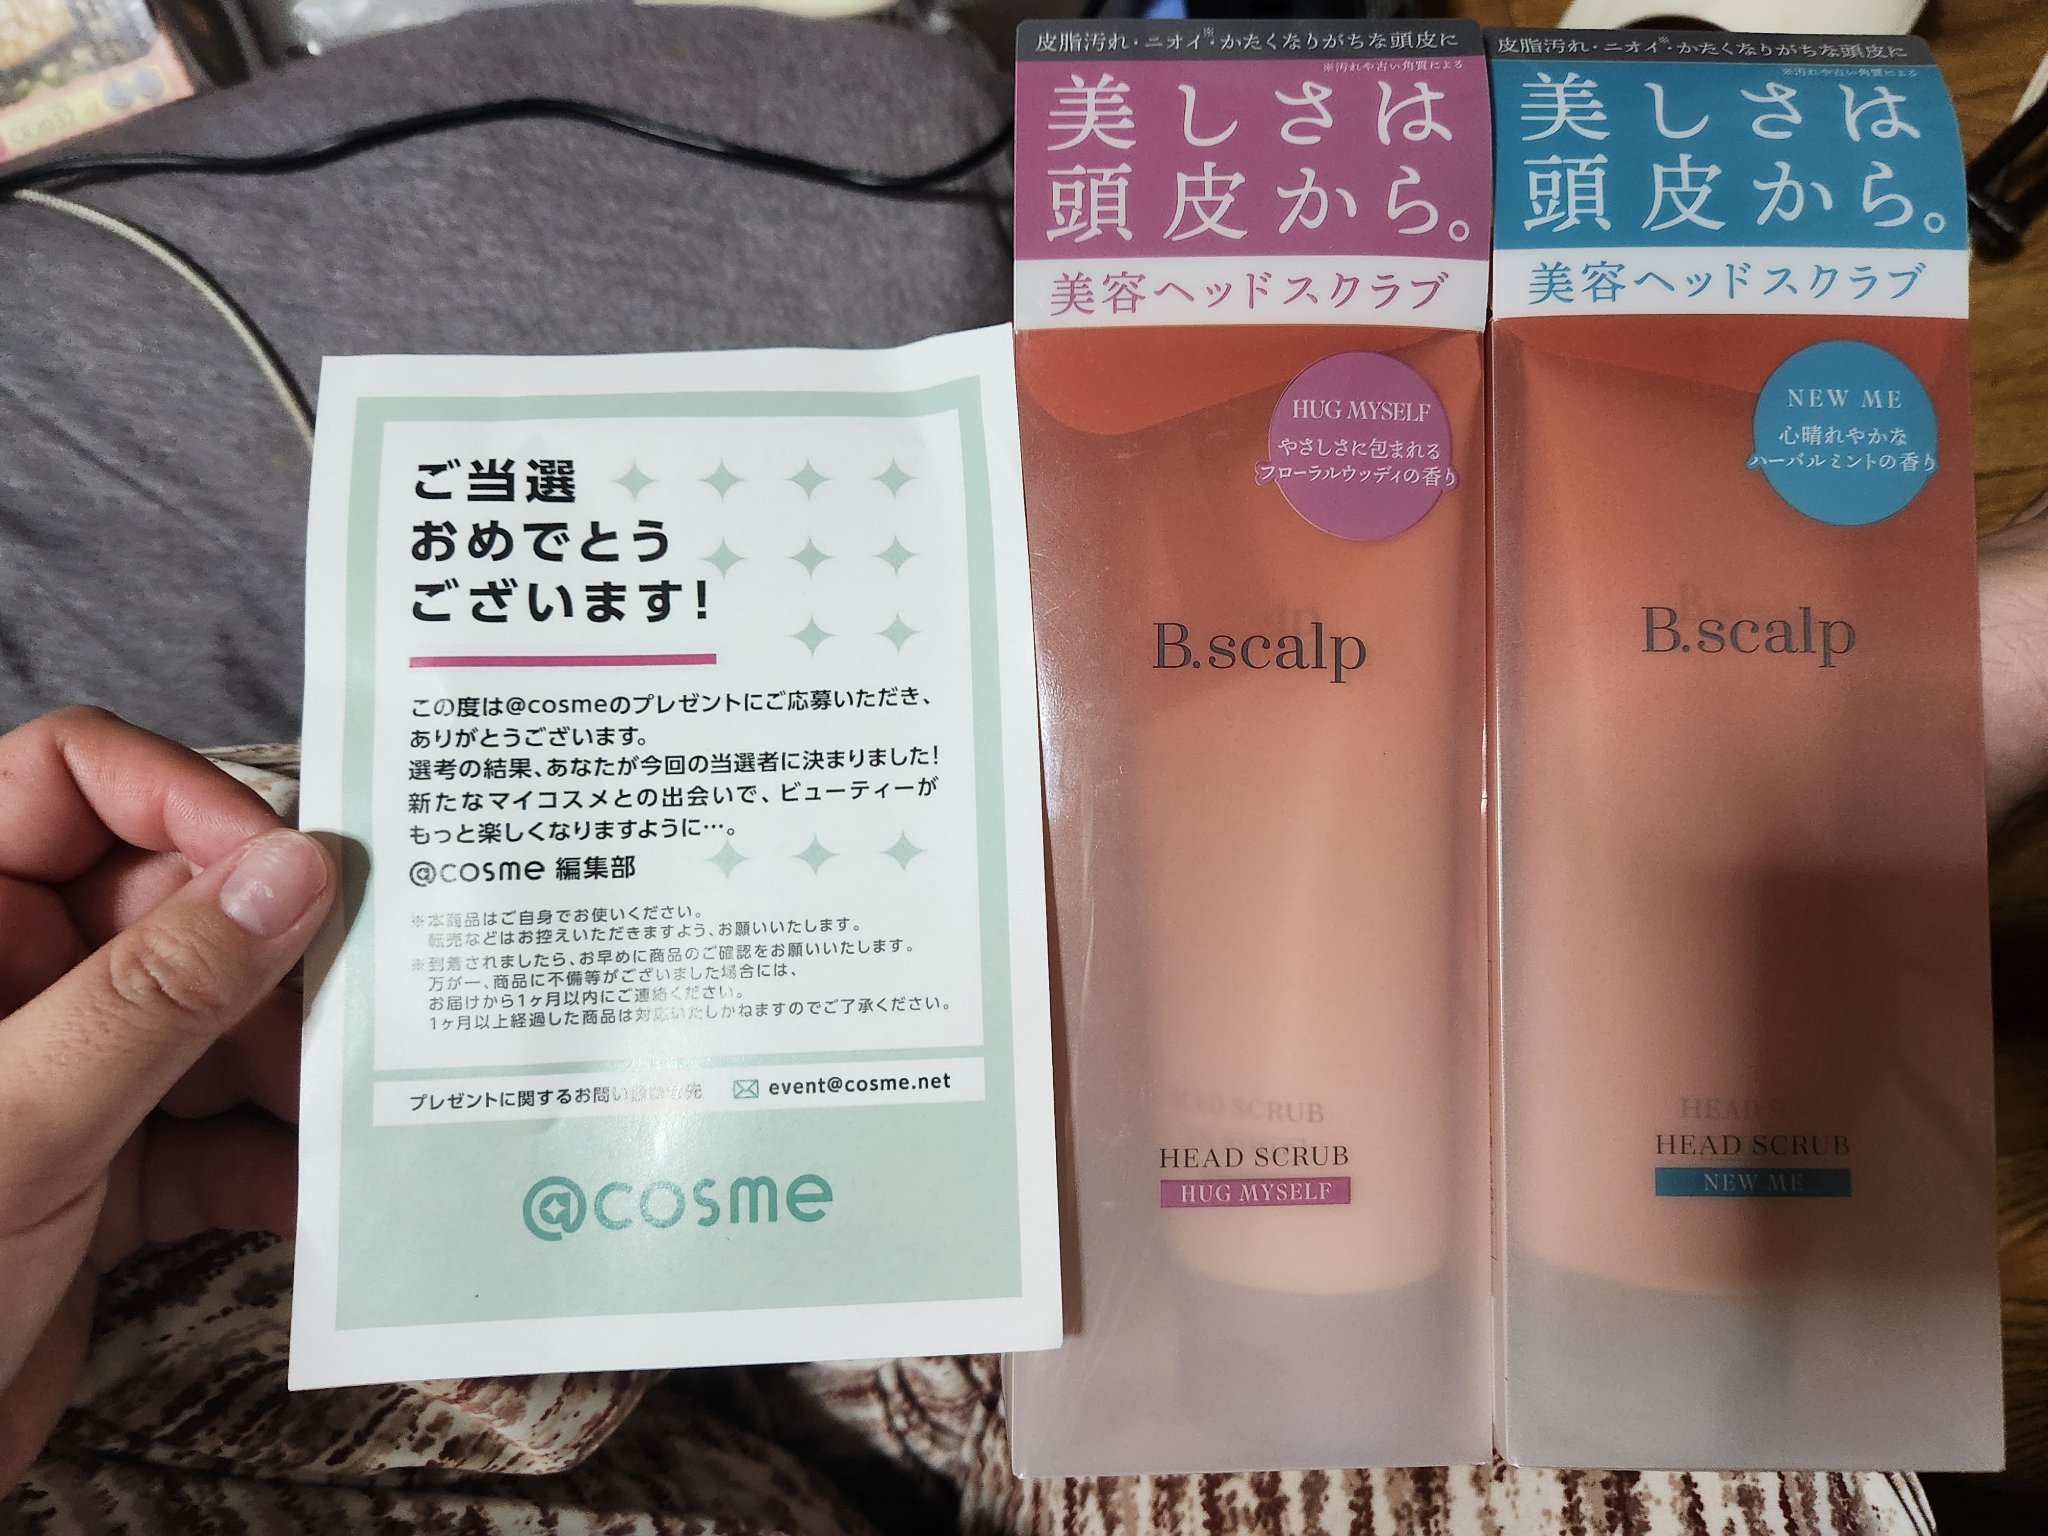 ご当選
おめでとう
ございます!
この度は@cosmeのプレゼントにご応募いただき、
ありがとうございます。
選考の結果、あなたが今回の当選者に決まりました!
新たなマイコスメとの出会いで、ビューティーが
もっと楽しくなりますように…。
@cosme 編集部
※本商品はご自身でお使いください。
転売などはお控えいただきますよう、お願いいたします。
※到着されましたら、お早めに商品のご確認をお願いいたします。
万が一、商品に不備等がございました場合には、
お届けから1ヶ月以内にご連絡ください。
1ヶ月以上経過した商品は対応いたしかねますのでご了承ください。
プレゼントに関するお問い合わせ先 event@cosme.net
@cosme
皮脂汚れ・ニオイ※・かたくなりがちな頭皮に
※汚れや古い角質による
美しさは
頭皮から。
美容ヘッドスクラブ
HUG MYSELF
やさしさに包まれる
フローラルウッディの香り
B.scalp
HEAD SCRUB
HUG MYSELF
皮脂汚れ・ニオイ※・かたくなりがちな頭皮に
※汚れや古い角質による
美しさは
頭皮から。
美容ヘッドスクラブ
NEW ME
心晴れやかな
ハーバルミントの香り
B.scalp
HEAD SCRUB
NEW ME